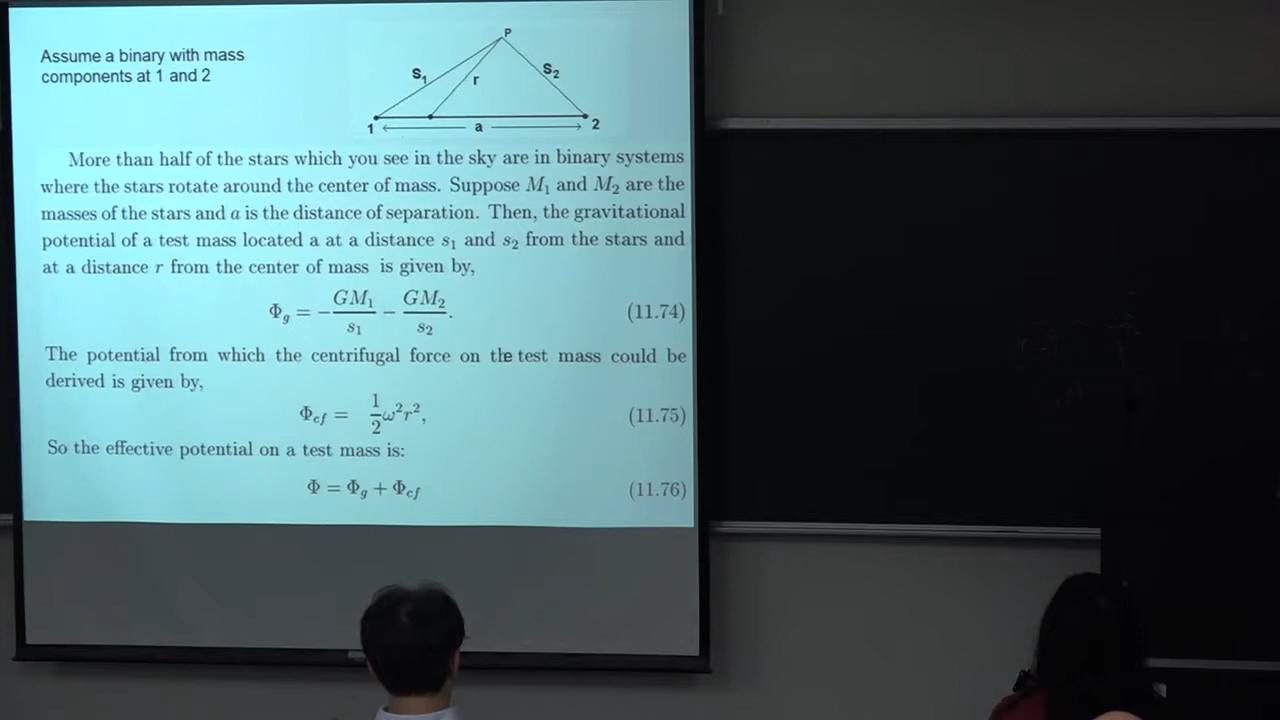 Assume a binary with mass
components at 1 and 2
P
S₁
r
S₂
1
a
2
More than half of the stars which you see in the sky are in binary systems
where the stars rotate around the center of mass. Suppose M₁ and M₂ are the
masses of the stars and a is the distance of separation. Then, the gravitational
potential of a test mass located a at a distance s₁ and s₂ from the stars and
at a distance r from the center of mass is given by,
Φ_g = −GM₁/s₁ − GM₂/s₂. (11.74)
The potential from which the centrifugal force on the test mass could be
derived is given by,
Φ_cf = 1/2 ω²r², (11.75)
So the effective potential on a test mass is:
Φ = Φ_g + Φ_cf (11.76)